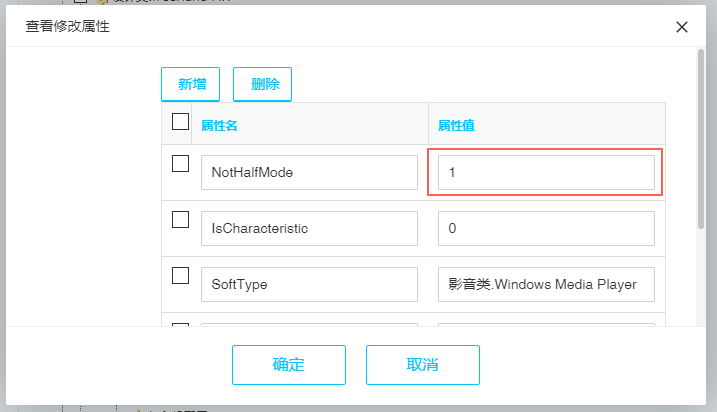 查看修改属性
新增 删除
属性名 属性值
NotHalfMode 1
IsCharacteristic 0
SoftType 影音类.Windows Media Player
确定 取消